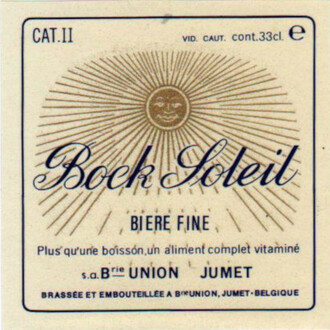 CAT.II VID. CAUT. cont.33cl. e
Bock Soleil
BIERE FINE
Plus qu'une boisson, un aliment complet vitaminé
s.a. Brie UNION JUMET
BRASSÉE ET EMBOUTEILLÉE A Brie UNION, JUMET-BELGIQUE